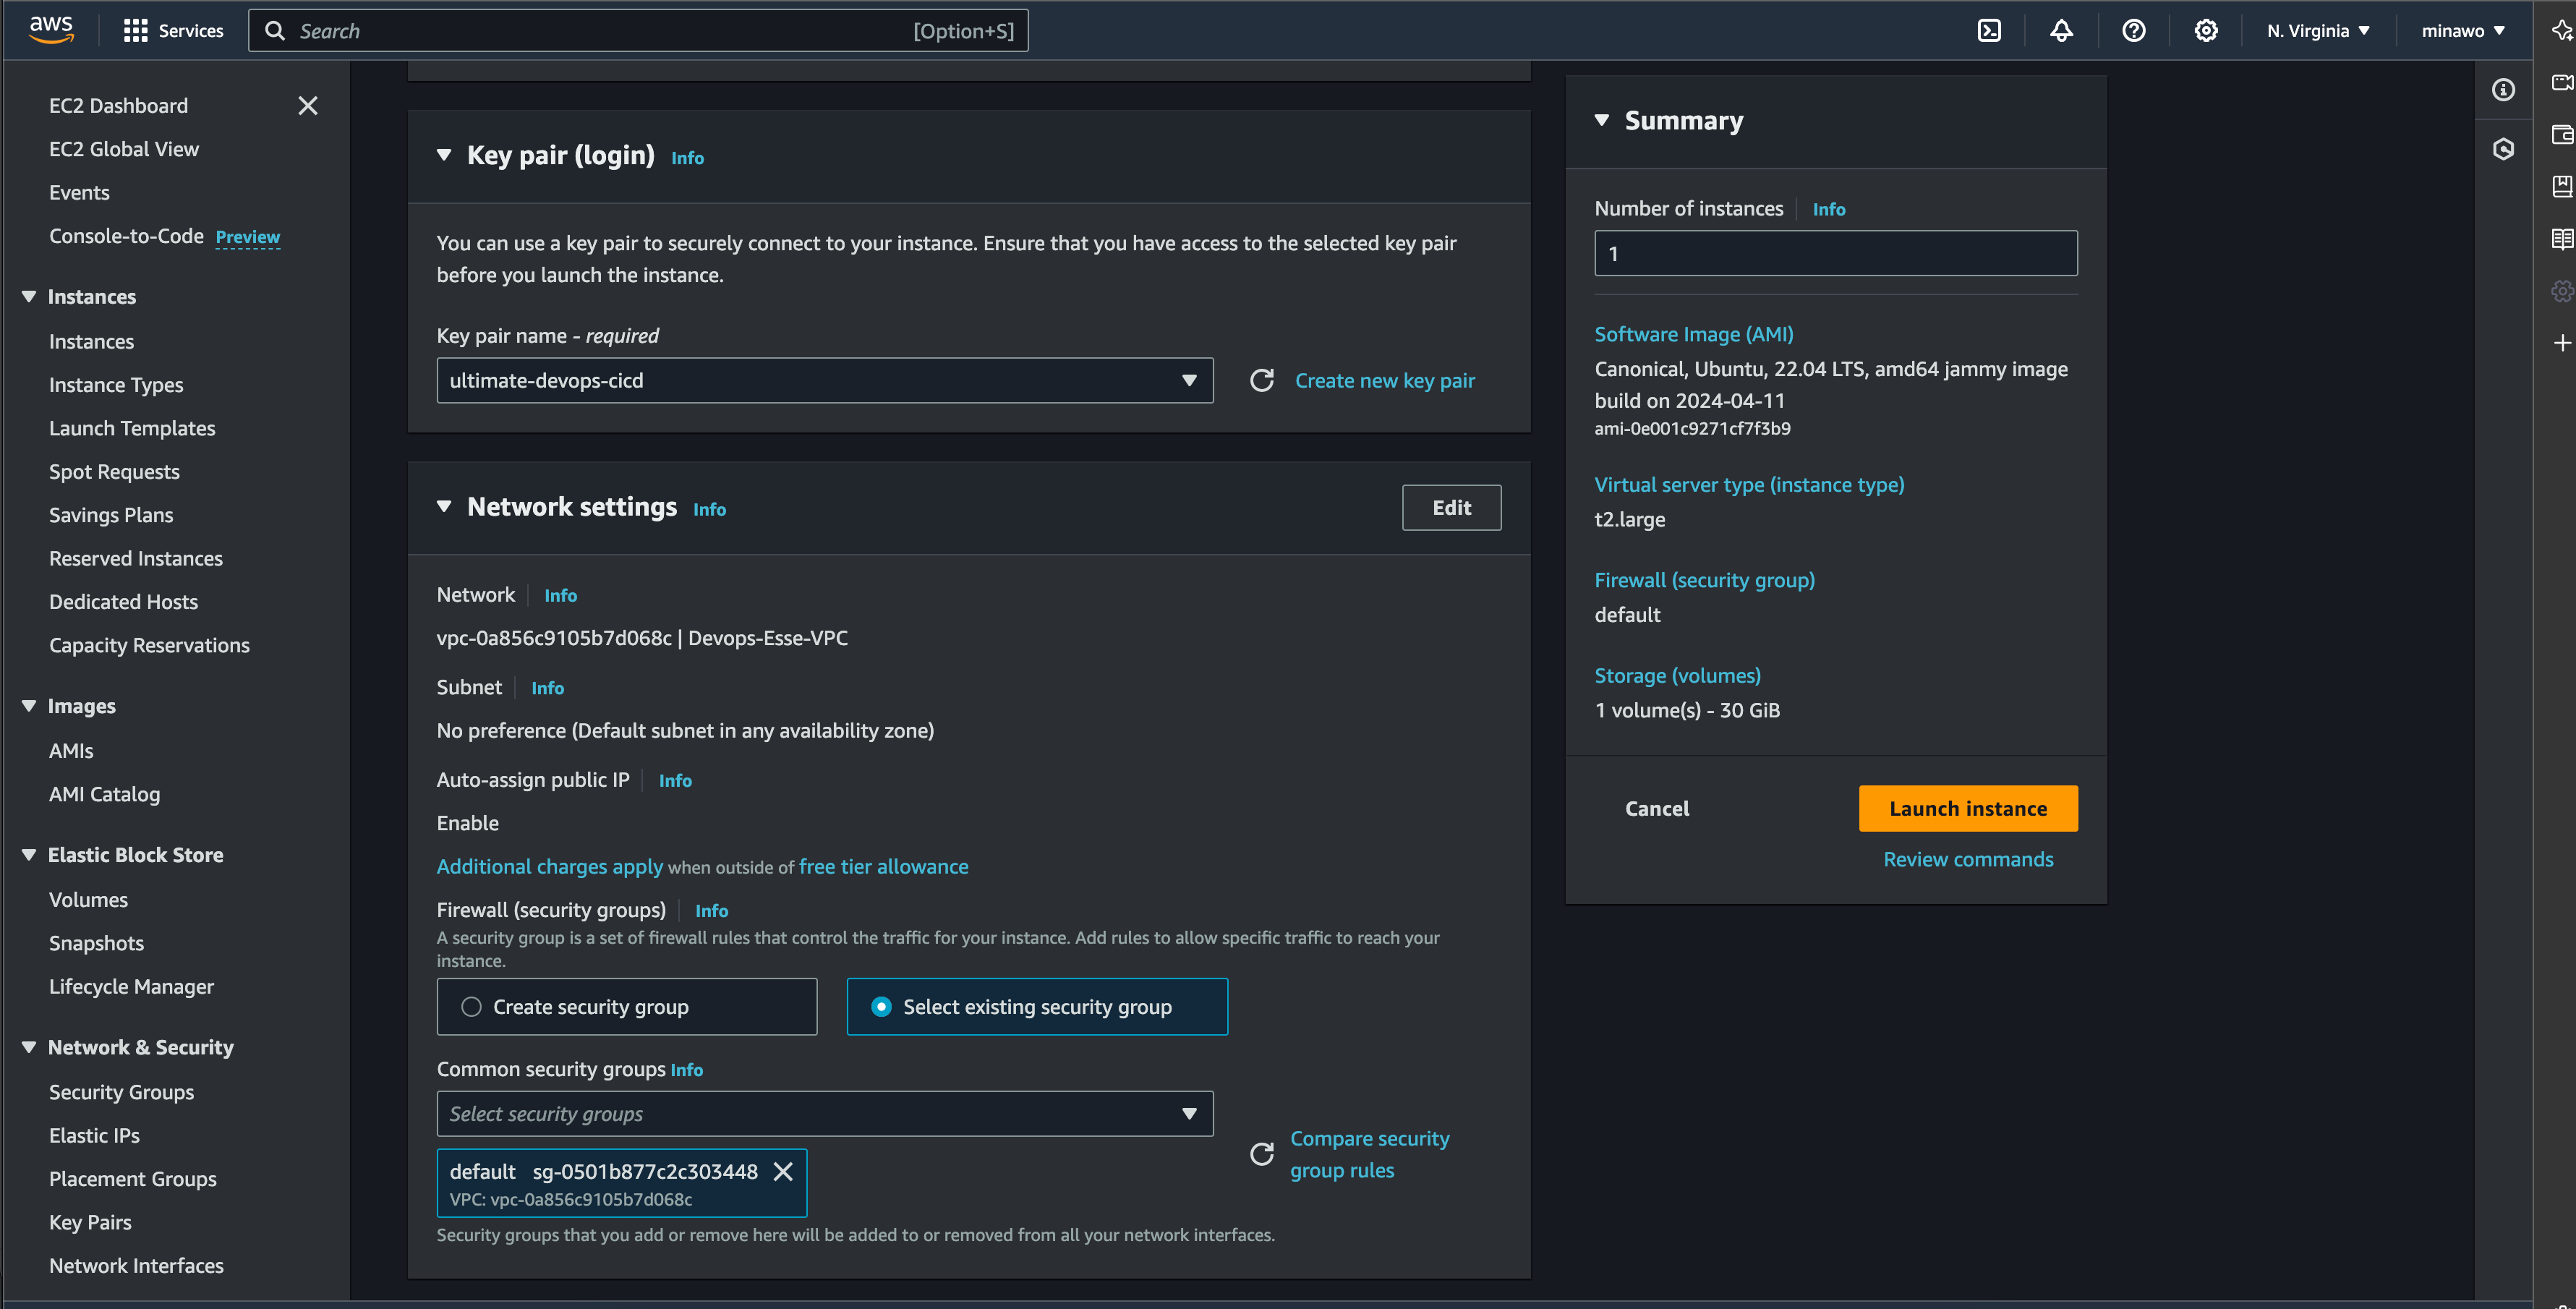 aws
Services
Search
[Option+S]
N. Virginia
minawo
EC2 Dashboard
EC2 Global View
Events
Console-to-Code Preview
Instances
Instances
Instance Types
Launch Templates
Spot Requests
Savings Plans
Reserved Instances
Dedicated Hosts
Capacity Reservations
Images
AMIs
AMI Catalog
Elastic Block Store
Volumes
Snapshots
Lifecycle Manager
Network & Security
Security Groups
Elastic IPs
Placement Groups
Key Pairs
Network Interfaces
Key pair (login) Info
You can use a key pair to securely connect to your instance. Ensure that you have access to the selected key pair
before you launch the instance.
Key pair name - required
ultimate-devops-cicd
Create new key pair
Network settings Info
Edit
Network Info
vpc-0a856c9105b7d068c | Devops-Esse-VPC
Subnet Info
No preference (Default subnet in any availability zone)
Auto-assign public IP Info
Enable
Additional charges apply when outside of free tier allowance
Firewall (security groups) Info
A security group is a set of firewall rules that control the traffic for your instance. Add rules to allow specific traffic to reach your
instance.
Create security group
Select existing security group
Common security groups Info
Select security groups
default sg-0501b877c2c303448
VPC: vpc-0a856c9105b7d068c
Compare security
group rules
Security groups that you add or remove here will be added to or removed from all your network interfaces.
Summary
Number of instances Info
1
Software Image (AMI)
Canonical, Ubuntu, 22.04 LTS, amd64 jammy image
build on 2024-04-11
ami-0e001c9271cf7f3b9
Virtual server type (instance type)
t2.large
Firewall (security group)
default
Storage (volumes)
1 volume(s) - 30 GiB
Cancel
Launch instance
Review commands